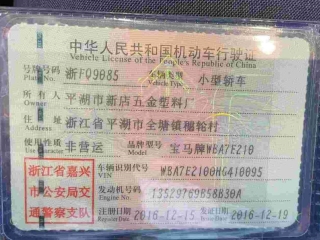 中华人民共和国机动车行驶证
Vehicle License of the People's Republic of China
号牌号码 浙F09685 车辆类型 小型轿车
Plate No. Vehicle Type
所有人 平湖市新店五金塑料厂
Owner
住址 浙江省平湖市全塘镇棚轮村
Address
使用性质 非营运 品牌型号 宝马牌WBA7E210
Use Character Model
浙江省嘉兴
市公安局交
通警察支队
车辆识别代号 WBA7E2100HG410095
VIN
发动机号码
Engine No.
注册日期 2016-12-15 发证日期 2016-12-19
Register Date Issue Date